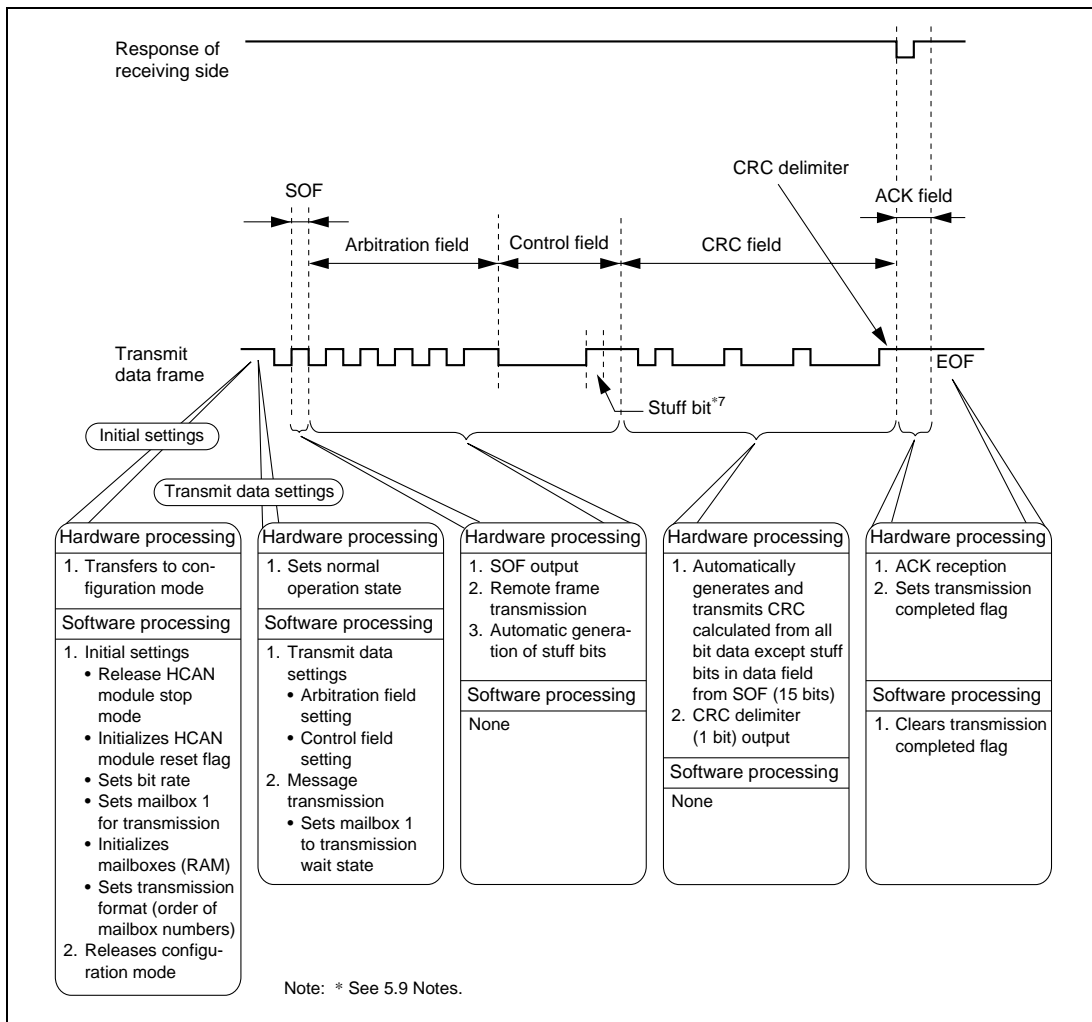 Response of
receiving side
CRC delimiter
SOF
ACK field
Arbitration field
Control field
CRC field
Transmit
data frame
EOF
Stuff bit*7
Initial settings
Transmit data settings
Hardware processing
1. Transfers to con-
figuration mode
Software processing
1. Initial settings
• Release HCAN
module stop
mode
• Initializes HCAN
module reset flag
• Sets bit rate
• Sets mailbox 1
for transmission
• Initializes
mailboxes (RAM)
• Sets transmission
format (order of
mailbox numbers)
2. Releases configu-
ration mode
Hardware processing
1. Sets normal
operation state
Software processing
1. Transmit data
settings
• Arbitration field
setting
• Control field
setting
2. Message
transmission
• Sets mailbox 1
to transmission
wait state
Hardware processing
1. SOF output
2. Remote frame
transmission
3. Automatic genera-
tion of stuff bits
Software processing
None
Hardware processing
1. Automatically
generates and
transmits CRC
calculated from all
bit data except stuff
bits in data field
from SOF (15 bits)
2. CRC delimiter
(1 bit) output
Software processing
None
Hardware processing
1. ACK reception
2. Sets transmission
completed flag
Software processing
1. Clears transmission
completed flag
Note: * See 5.9 Notes.